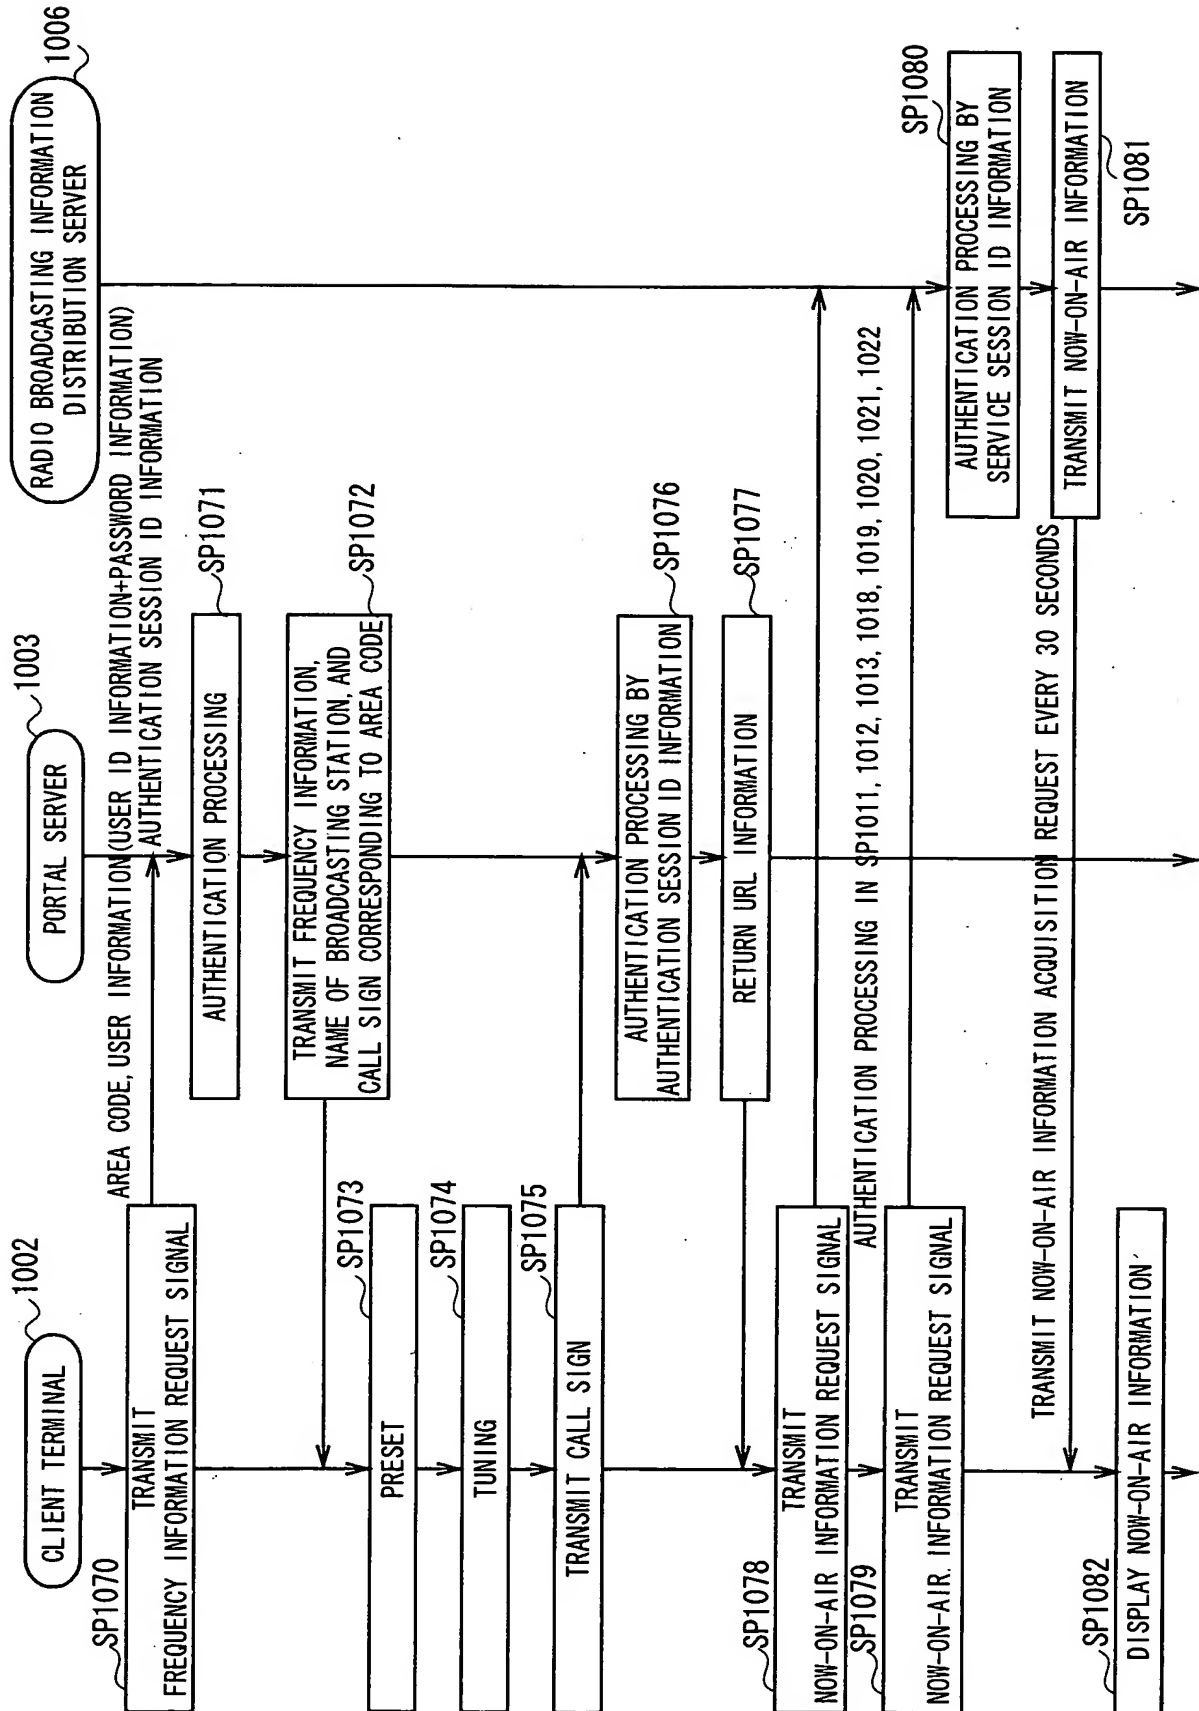 CLIENT TERMINAL
1002
PORTAL SERVER
1003
RADIO BROADCASTING INFORMATION
DISTRIBUTION SERVER
1006
SP1070
TRANSMIT
FREQUENCY INFORMATION REQUEST SIGNAL
AREA CODE, USER INFORMATION(USER ID INFORMATION+PASSWORD INFORMATION)
AUTHENTICATION SESSION ID INFORMATION
AUTHENTICATION PROCESSING
SP1071
TRANSMIT FREQUENCY INFORMATION,
NAME OF BROADCASTING STATION, AND
CALL SIGN CORRESPONDING TO AREA CODE
SP1072
PRESET
SP1073
TUNING
SP1074
TRANSMIT CALL SIGN
SP1075
AUTHENTICATION PROCESSING BY
AUTHENTICATION SESSION ID INFORMATION
SP1076
RETURN URL INFORMATION
SP1077
SP1078
TRANSMIT
NOW-ON-AIR INFORMATION REQUEST SIGNAL
AUTHENTICATION PROCESSING IN SP1011, 1012, 1013, 1018, 1019, 1020, 1021, 1022
SP1079
TRANSMIT
NOW-ON-AIR. INFORMATION REQUEST SIGNAL
SP1080
AUTHENTICATION PROCESSING BY
SERVICE SESSION ID INFORMATION
TRANSMIT NOW-ON-AIR INFORMATION
SP1081
TRANSMIT NOW-ON-AIR INFORMATION ACQUISITION REQUEST EVERY 30 SECONDS
SP1082
DISPLAY NOW-ON-AIR INFORMATION